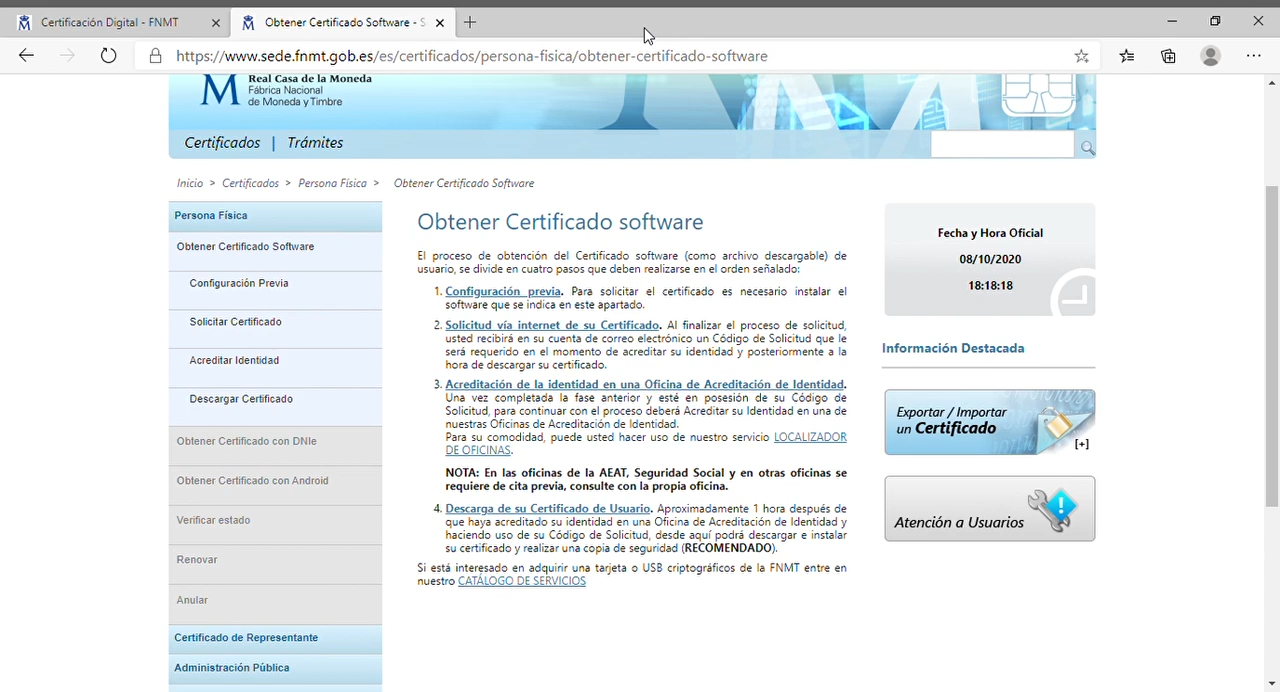 Certificación Digital - FNMT
Obtener Certificado Software - S
https://www.sede.fnmt.gob.es/es/certificados/persona-fisica/obtener-certificado-software
Real Casa de la Moneda
Fábrica Nacional
de Moneda y Timbre
Certificados | Trámites
Inicio > Certificados > Persona Física > Obtener Certificado Software
Persona Física
Obtener Certificado Software
Configuración Previa
Solicitar Certificado
Acreditar Identidad
Descargar Certificado
Obtener Certificado con DNIe
Obtener Certificado con Android
Verificar estado
Renovar
Anular
Certificado de Representante
Administración Pública
Obtener Certificado software
El proceso de obtención del Certificado software (como archivo descargable) de
usuario, se divide en cuatro pasos que deben realizarse en el orden señalado:
1. Configuración previa. Para solicitar el certificado es necesario instalar el
software que se indica en este apartado.
2. Solicitud vía internet de su Certificado. Al finalizar el proceso de solicitud,
usted recibirá en su cuenta de correo electrónico un Código de Solicitud que le
será requerido en el momento de acreditar su identidad y posteriormente a la
hora de descargar su certificado.
3. Acreditación de la identidad en una Oficina de Acreditación de Identidad.
Una vez completada la fase anterior y esté en posesión de su Código de
Solicitud, para continuar con el proceso deberá Acreditar su Identidad en una de
nuestras Oficinas de Acreditación de Identidad.
Para su comodidad, puede usted hacer uso de nuestro servicio LOCALIZADOR
DE OFICINAS.
NOTA: En las oficinas de la AEAT, Seguridad Social y en otras oficinas se
requiere de cita previa, consulte con la propia oficina.
4. Descarga de su Certificado de Usuario. Aproximadamente 1 hora después de
que haya acreditado su identidad en una Oficina de Acreditación de Identidad y
haciendo uso de su Código de Solicitud, desde aquí podrá descargar e instalar
su certificado y realizar una copia de seguridad (RECOMENDADO).
Si está interesado en adquirir una tarjeta o USB criptográficos de la FNMT entre en
nuestro CATÁLOGO DE SERVICIOS
Fecha y Hora Oficial
08/10/2020
18:18:18
Información Destacada
Exportar / Importar
un Certificado
[+]
Atención a Usuarios